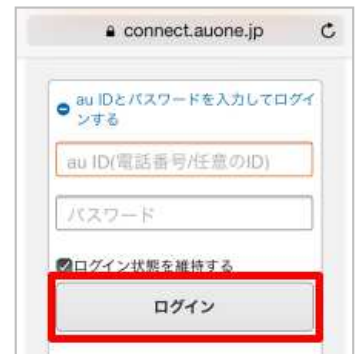 connect.auone.jp
au IDとパスワードを入力してログイ
ンする
au ID(電話番号/任意のID)
パスワード
ログイン状態を維持する
ログイン